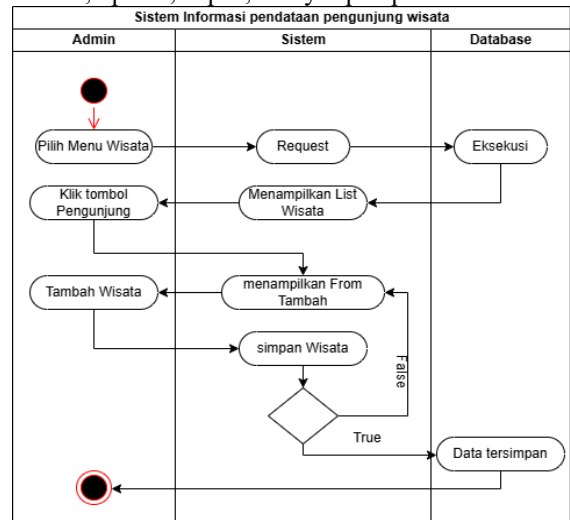 Sistem Informasi pendataan pengunjung wisata
Admin
Sistem
Database
Pilih Menu Wisata
Request
Eksekusi
Klik tombol
Pengunjung
Menampilkan List
Wisata
Tambah Wisata
menampilkan From
Tambah
simpan Wisata
False
True
Data tersimpan